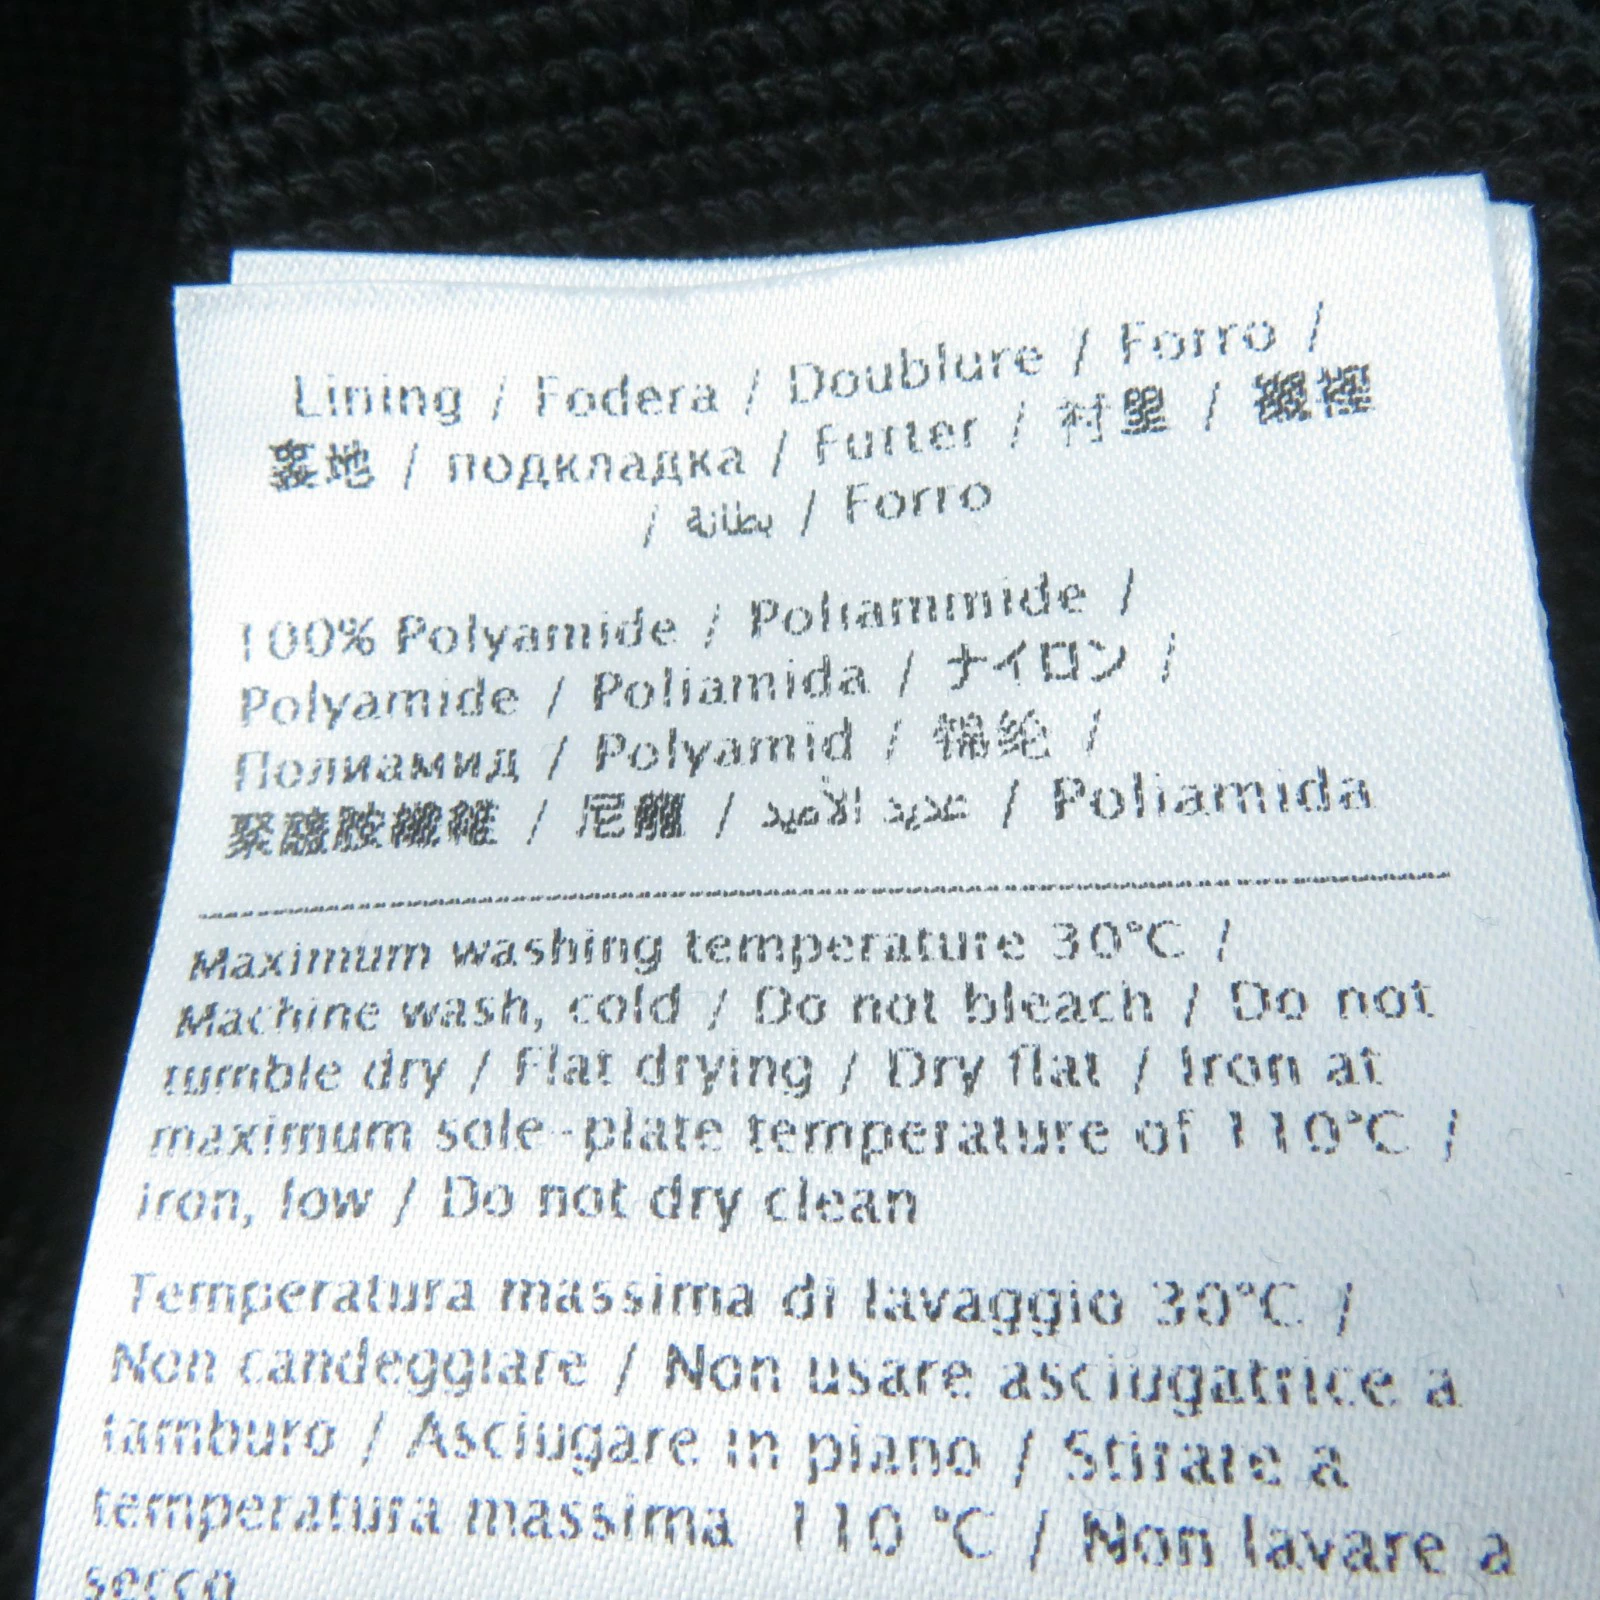 Lining / Fodera / Doublure / Forro /
裏地 / подкладка / Futter / 衬里 / 襯裡
/ بطانة / Forro
100% Polyamide / Poliammide /
Polyamide / Poliamida / ナイロン /
Полиамид / Polyamid / 锦纶 /
聚醯胺纖維 / 尼龍 / عديد الأميد / Poliamida
Maximum washing temperature 30°C /
Machine wash, cold / Do not bleach / Do not
tumble dry / Flat drying / Dry flat / Iron at
maximum sole-plate temperature of 110°C /
iron, low / Do not dry clean
Temperatura massima di lavaggio 30°C /
Non candeggiare / Non usare asciugatrice a
tamburo / Asciugare in piano / Stirare a
temperatura massima 110 °C / Non lavare a
secco